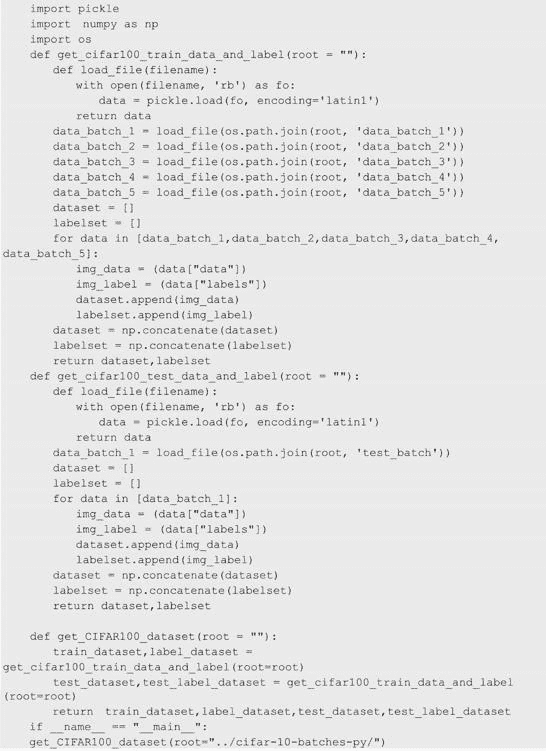 import pickle
import  numpy as np
import os
def get_cifar100_train_data_and_label(root = ""):
def load_file(filename):
with open(filename, 'rb') as fo:
data = pickle.load(fo, encoding='latin1')
return data
data_batch_1 = load_file(os.path.join(root, 'data_batch_1'))
data_batch_2 = load_file(os.path.join(root, 'data_batch_2'))
data_batch_3 = load_file(os.path.join(root, 'data_batch_3'))
data_batch_4 = load_file(os.path.join(root, 'data_batch_4'))
data_batch_5 = load_file(os.path.join(root, 'data_batch_5'))
dataset = []
labelset = []
for data in [data_batch_1,data_batch_2,data_batch_3,data_batch_4,
data_batch_5]:
img_data = (data["data"])
img_label = (data["labels"])
dataset.append(img_data)
labelset.append(img_label)
dataset = np.concatenate(dataset)
labelset = np.concatenate(labelset)
return dataset,labelset
def get_cifar100_test_data_and_label(root = ""):
def load_file(filename):
with open(filename, 'rb') as fo:
data = pickle.load(fo, encoding='latin1')
return data
data_batch_1 = load_file(os.path.join(root, 'test_batch'))
dataset = []
labelset = []
for data in [data_batch_1]:
img_data = (data["data"])
img_label = (data["labels"])
dataset.append(img_data)
labelset.append(img_label)
dataset = np.concatenate(dataset)
labelset = np.concatenate(labelset)
return dataset,labelset
def get_CIFAR100_dataset(root = ""):
train_dataset,label_dataset =
get_cifar100_train_data_and_label(root=root)
test_dataset,test_label_dataset = get_cifar100_train_data_and_label
(root=root)
return  train_dataset,label_dataset,test_dataset,test_label_dataset
if __name__ == "__main__":
get_CIFAR100_dataset(root="../cifar-10-batches-py/")